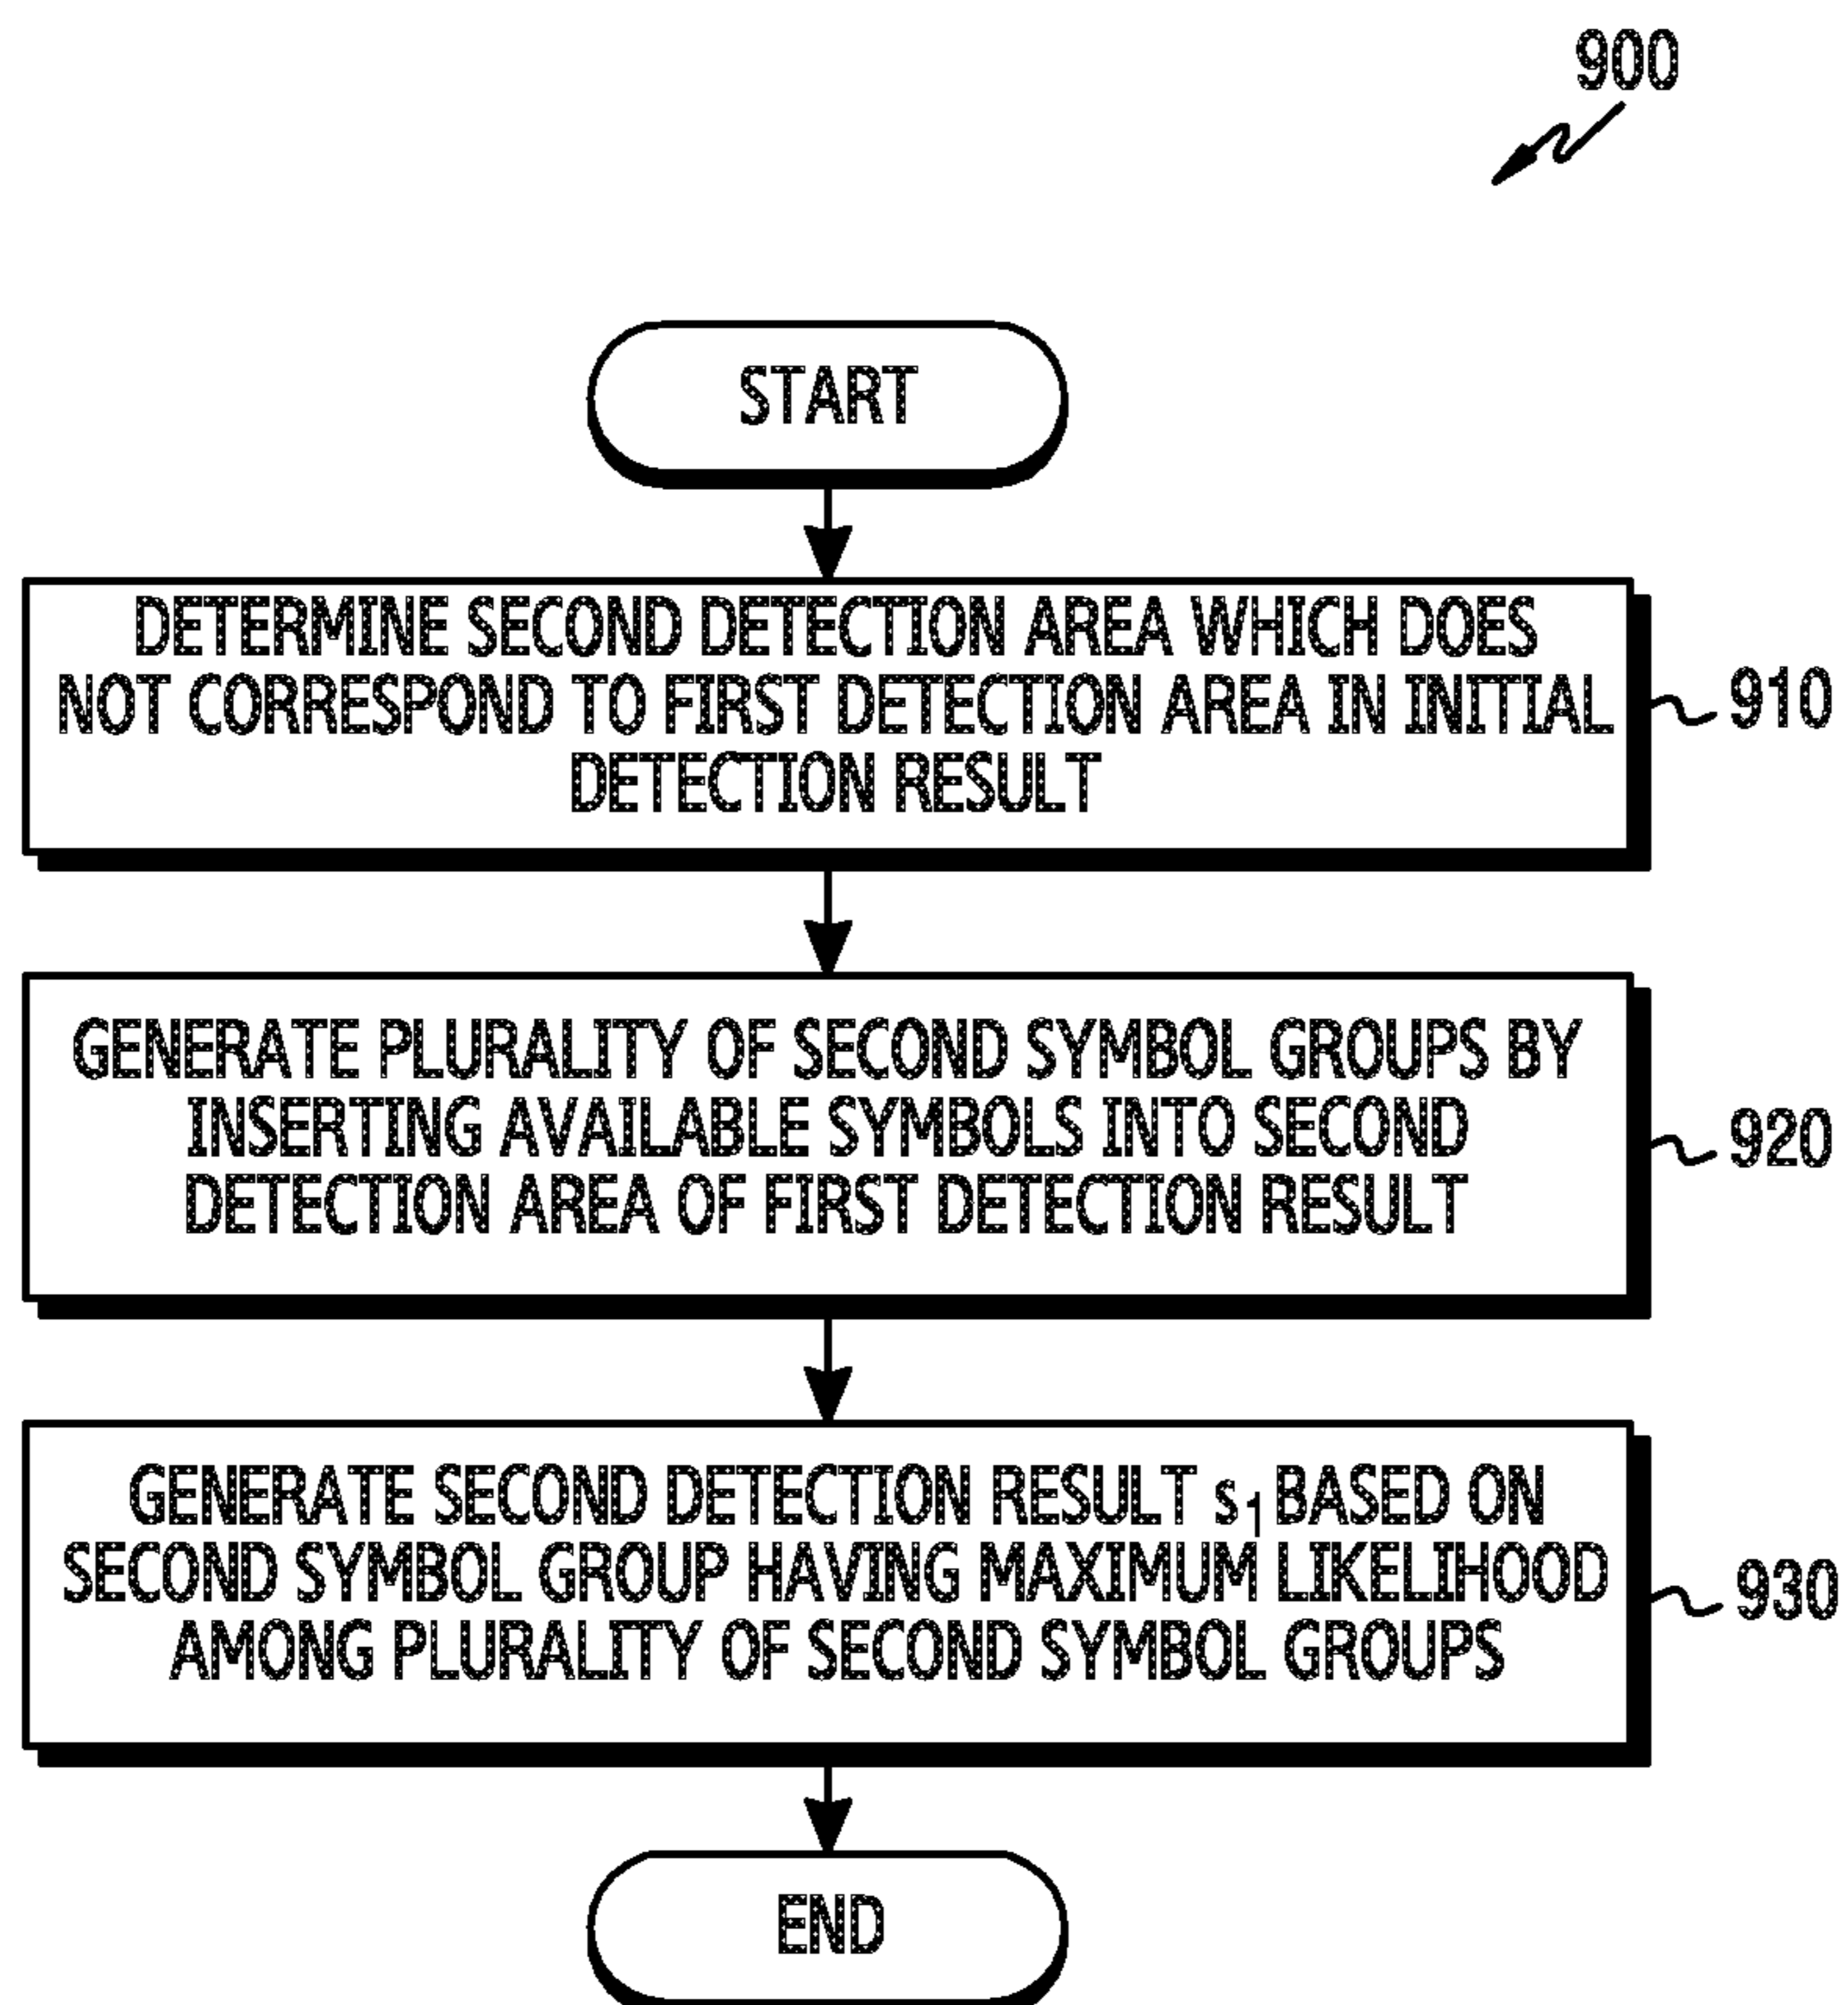 900
START
DETERMINE SECOND DETECTION AREA WHICH DOES
NOT CORRESPOND TO FIRST DETECTION AREA IN INITIAL
DETECTION RESULT
910
GENERATE PLURALITY OF SECOND SYMBOL GROUPS BY
INSERTING AVAILABLE SYMBOLS INTO SECOND
DETECTION AREA OF FIRST DETECTION RESULT
920
GENERATE SECOND DETECTION RESULT s₁ BASED ON
SECOND SYMBOL GROUP HAVING MAXIMUM LIKELIHOOD
AMONG PLURALITY OF SECOND SYMBOL GROUPS
930
END